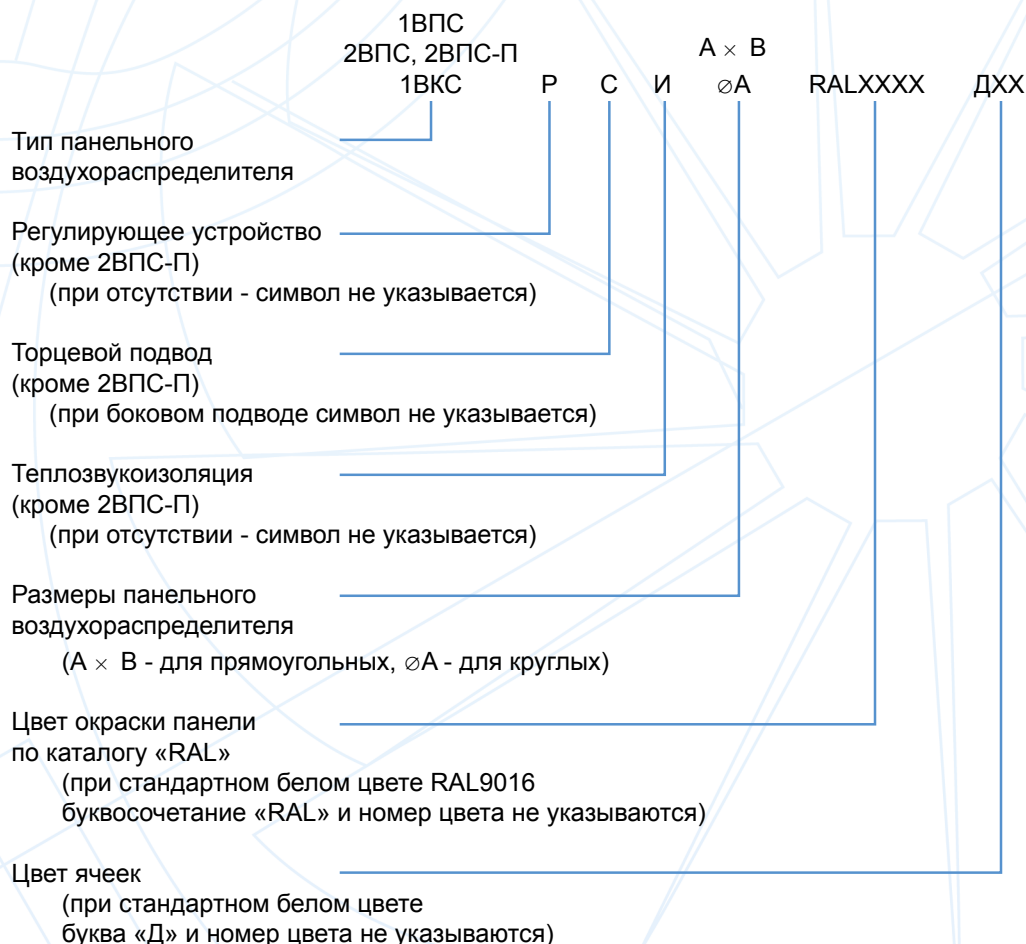 1ВПС
2ВПС, 2ВПС-П
A × B
1ВКС Р С И ∅A RALXXXX ДХХ
Тип панельного
воздухораспределителя
Регулирующее устройство
(кроме 2ВПС-П)
(при отсутствии - символ не указывается)
Торцевой подвод
(кроме 2ВПС-П)
(при боковом подводе символ не указывается)
Теплозвукоизоляция
(кроме 2ВПС-П)
(при отсутствии - символ не указывается)
Размеры панельного
воздухораспределителя
(A × B - для прямоугольных, ∅A - для круглых)
Цвет окраски панели
по каталогу «RAL»
(при стандартном белом цвете RAL9016
буквосочетание «RAL» и номер цвета не указываются)
Цвет ячеек
(при стандартном белом цвете
буква «Д» и номер цвета не указываются)